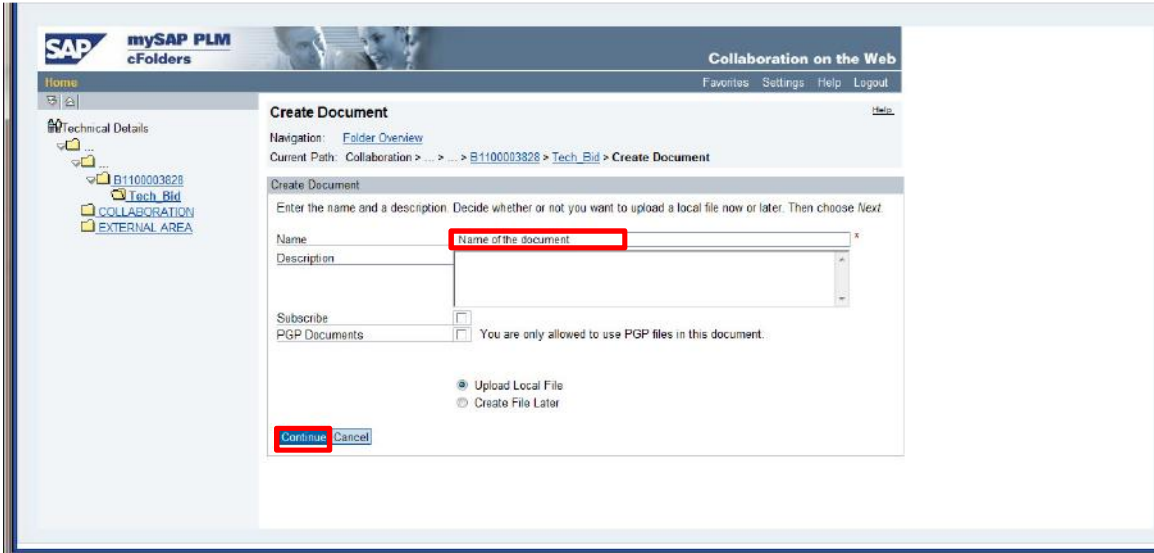 SAP
mySAP PLM
cFolders
Collaboration on the Web
Home
Favorites Settings Help Logout
Technical Details
...
...
B1100003828
Tech_Bid
COLLABORATION
EXTERNAL AREA
Create Document
Help
Navigation: Folder Overview
Current Path: Collaboration > ... > ... > B1100003828 > Tech_Bid > Create Document
Create Document
Enter the name and a description. Decide whether or not you want to upload a local file now or later. Then choose Next.
Name Name of the document *
Description
Subscribe
PGP Documents You are only allowed to use PGP files in this document.
Upload Local File
Create File Later
Continue Cancel